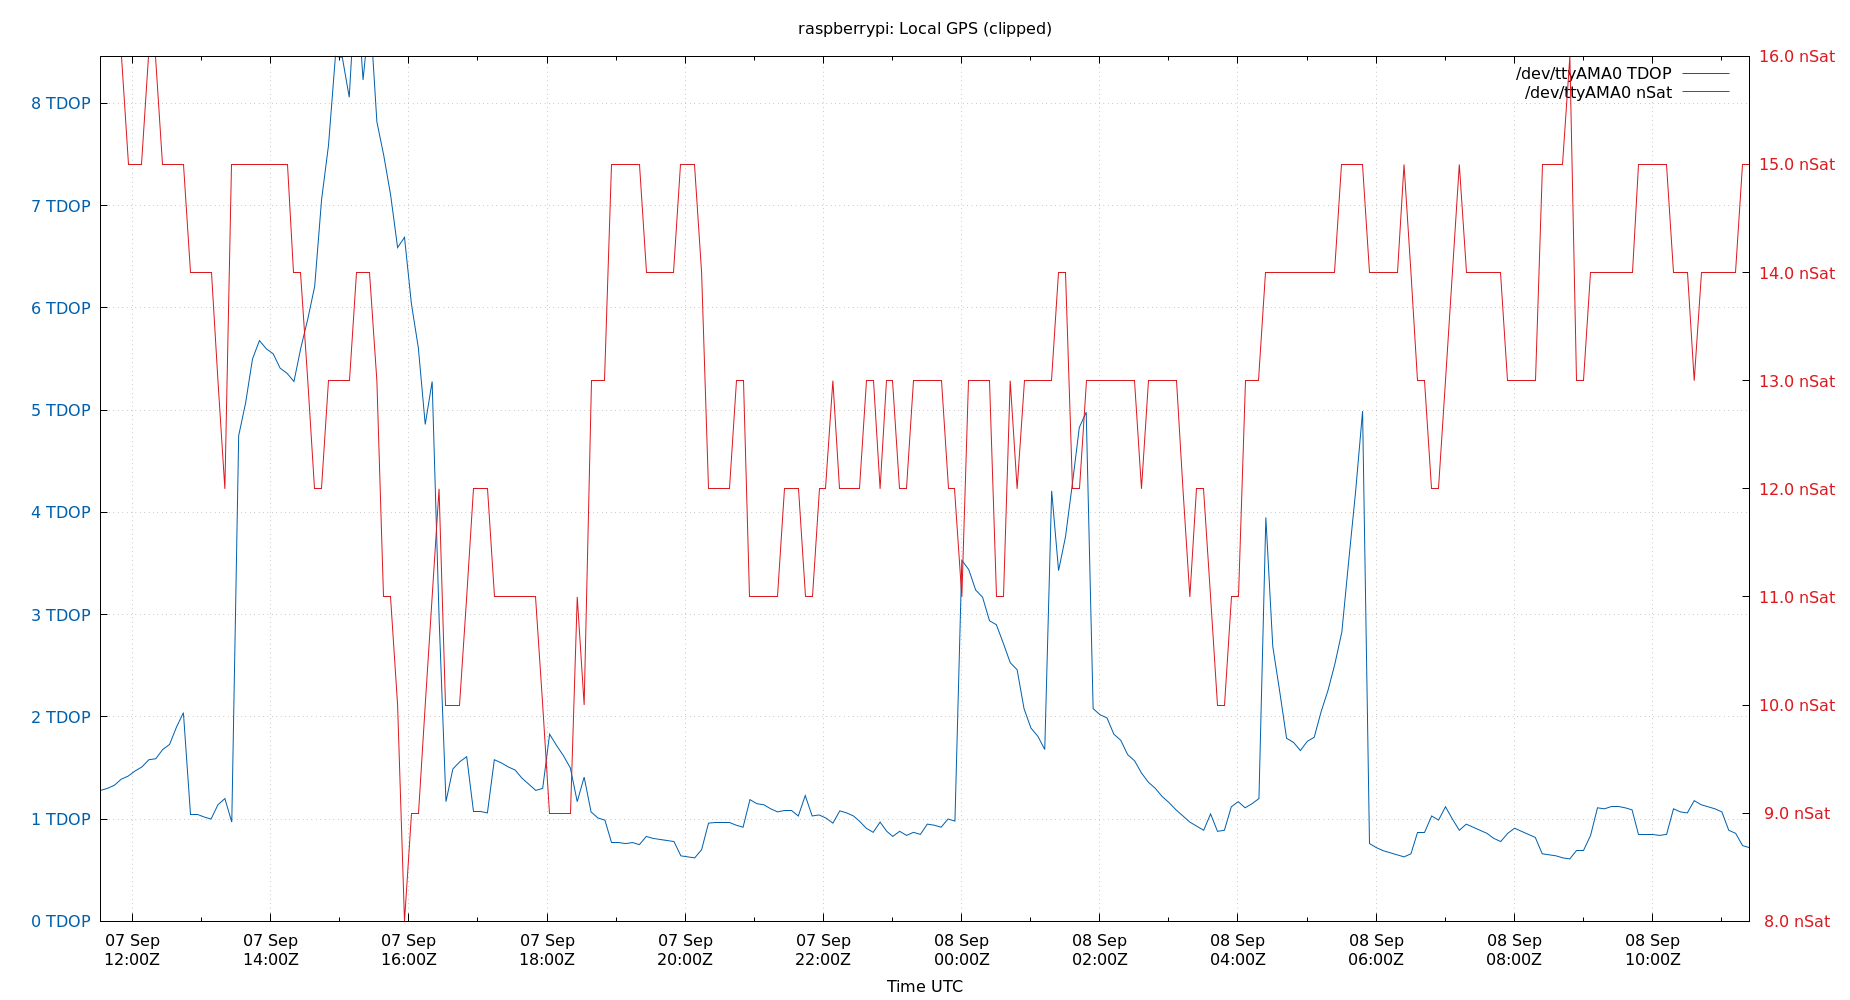 raspberrypi: Local GPS (clipped)
/dev/ttyAMA0 TDOP
/dev/ttyAMA0 nSat
8 TDOP
7 TDOP
6 TDOP
5 TDOP
4 TDOP
3 TDOP
2 TDOP
1 TDOP
0 TDOP
16.0 nSat
15.0 nSat
14.0 nSat
13.0 nSat
12.0 nSat
11.0 nSat
10.0 nSat
9.0 nSat
8.0 nSat
07 Sep 07 Sep 07 Sep 07 Sep 07 Sep 07 Sep 08 Sep 08 Sep 08 Sep 08 Sep 08 Sep 08 Sep
12:00Z 14:00Z 16:00Z 18:00Z 20:00Z 22:00Z 00:00Z 02:00Z 04:00Z 06:00Z 08:00Z 10:00Z
Time UTC